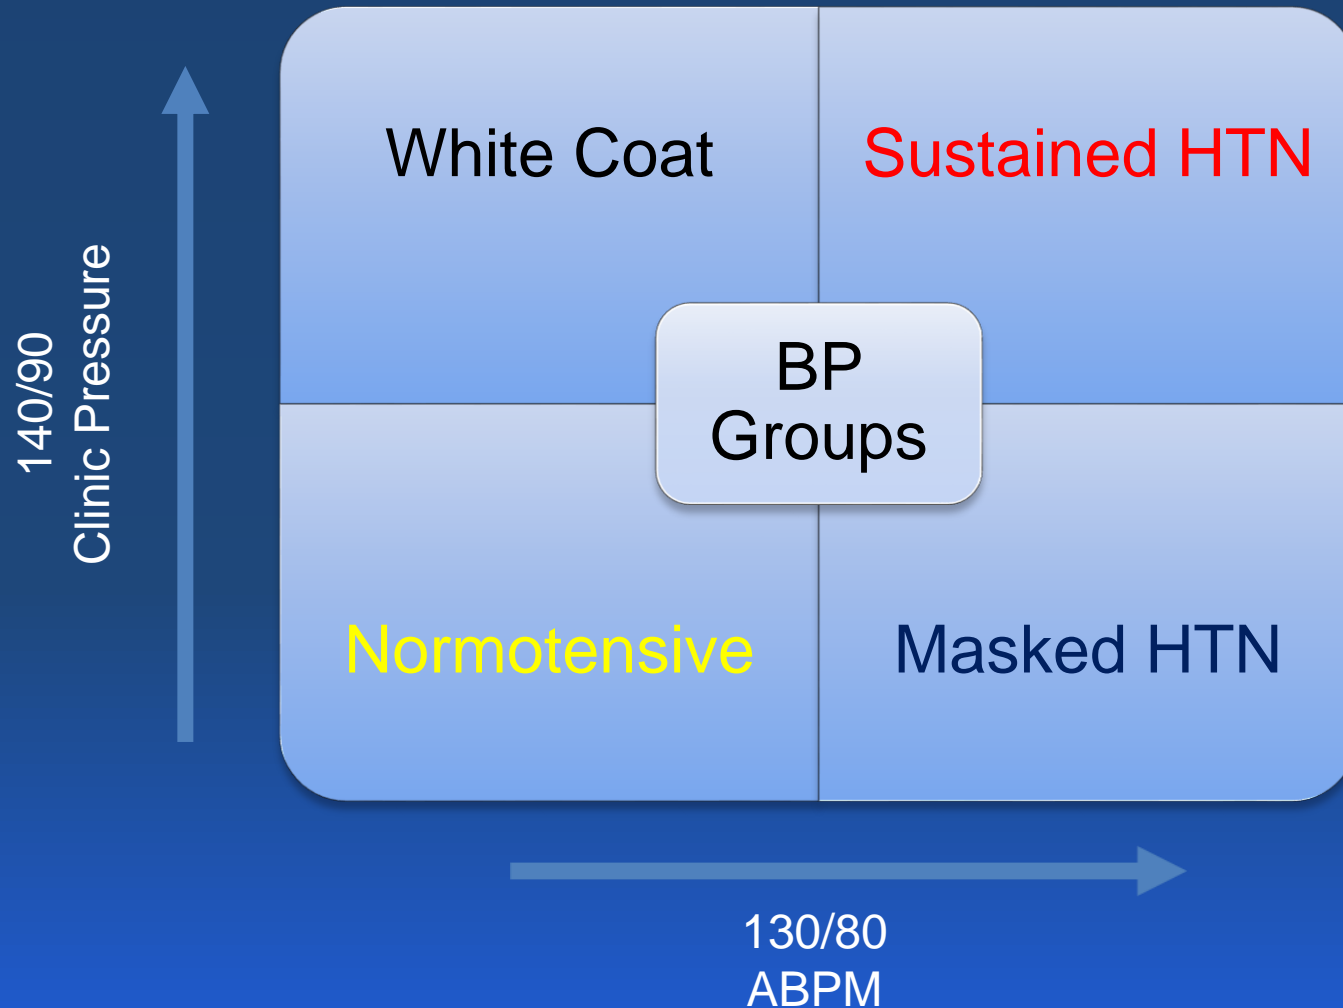 White Coat
Sustained HTN
140/90
Clinic Pressure
BP
Groups
Normotensive
Masked HTN
130/80
ABPM